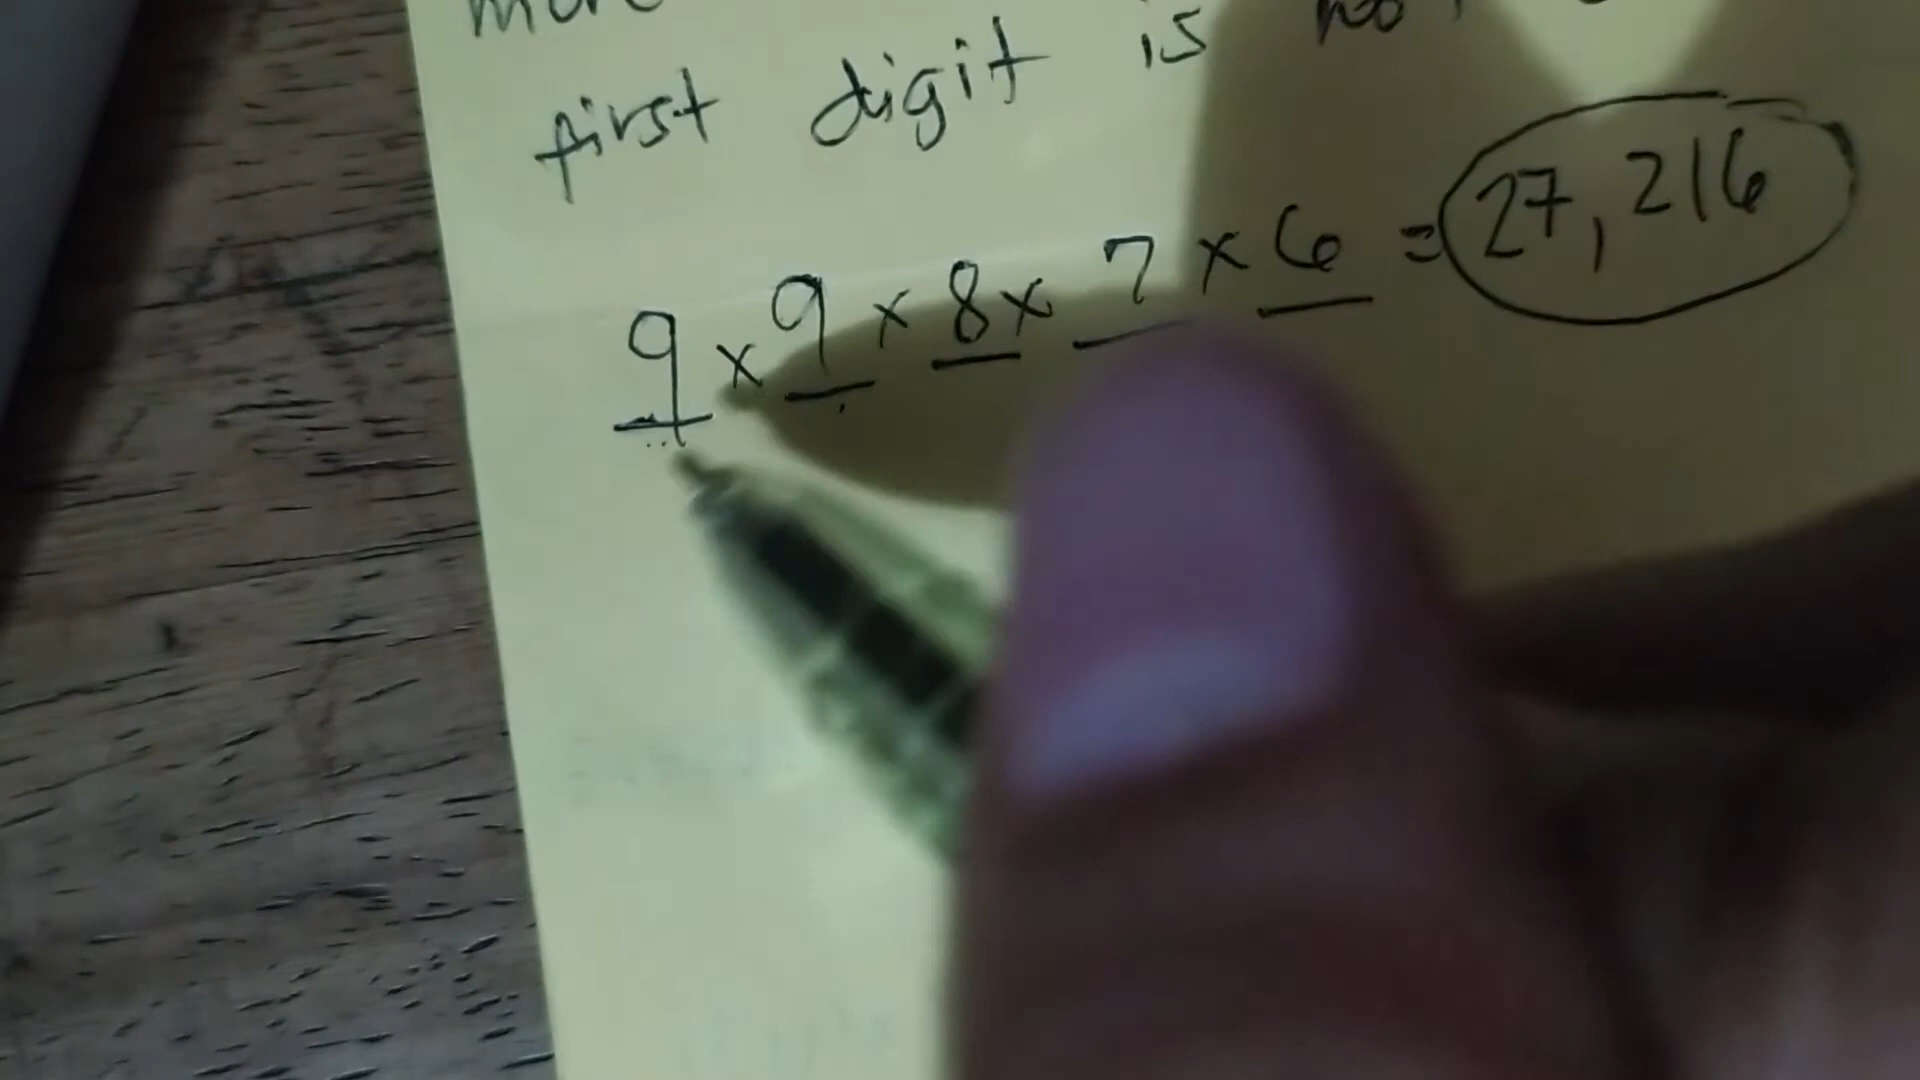 first digit is
9 x 9 x 8 x 7 x 6 = 27,216